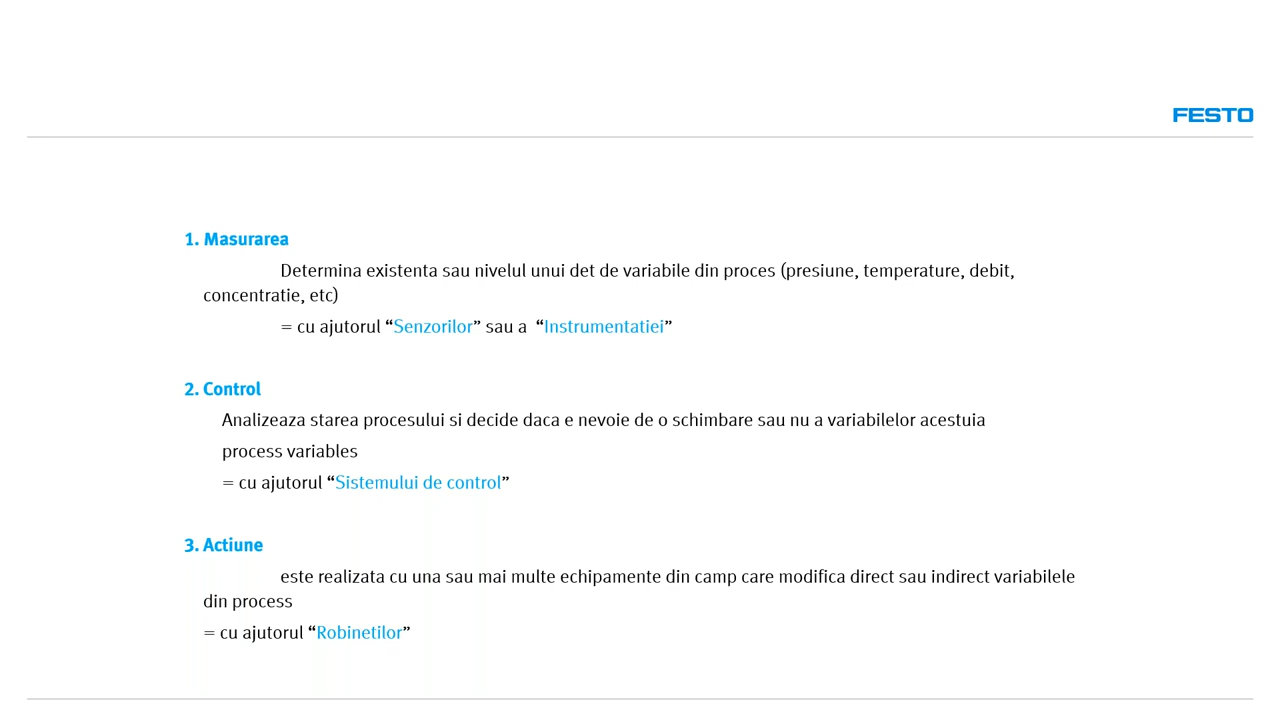 FESTO
1. Masurarea
Determina existenta sau nivelul unui det de variabile din proces (presiune, temperature, debit,
concentratie, etc)
= cu ajutorul “Senzorilor” sau a “Instrumentatiei”
2. Control
Analizeaza starea procesului si decide daca e nevoie de o schimbare sau nu a variabilelor acestuia
process variables
= cu ajutorul “Sistemului de control”
3. Actiune
este realizata cu una sau mai multe echipamente din camp care modifica direct sau indirect variabilele
din process
= cu ajutorul “Robinetilor”